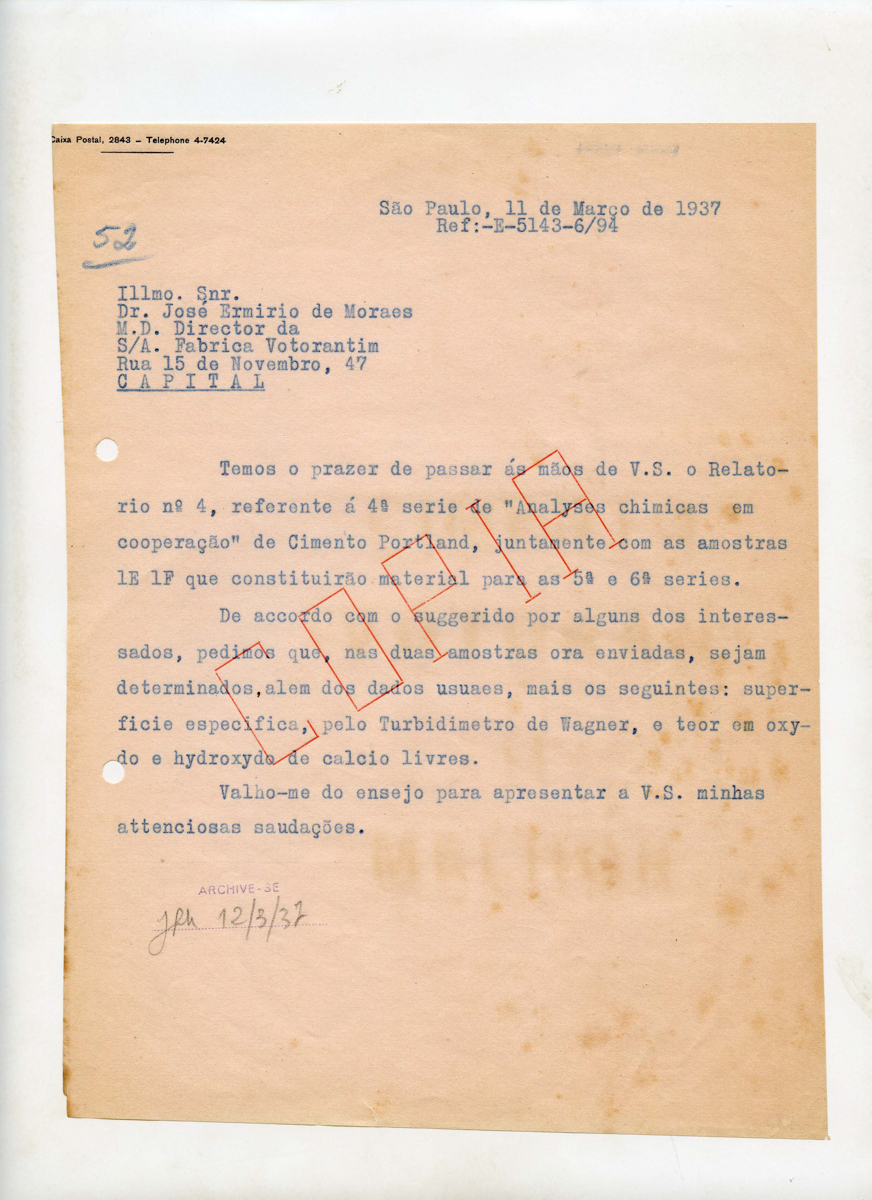 Caixa Postal, 2843 – Telephone 4-7424
São Paulo, 11 de Março de 1937
Ref:-E-5143-6/94
52
Illmo. Snr.
Dr. José Ermirio de Moraes
M.D. Director da
S/A. Fabrica Votorantim
Rua 15 de Novembro, 47
C A P I T A L
Temos o prazer de passar ás mãos de V.S. o Relato-
rio nº 4, referente á 4ª serie de "Analyses chimicas em
cooperação" de Cimento Portland, juntamente com as amostras
1E 1F que constituirão material para as 5ª e 6ª series.
De accordo com o suggerido por alguns dos interes-
sados, pedimos que, nas duas amostras ora enviadas, sejam
determinados,alem dos dados usuaes, mais os seguintes: super-
ficie especifica, pelo Turbidimetro de Wagner, e teor em oxy-
do e hydroxydo de calcio livres.
Valho-me do ensejo para apresentar a V.S. minhas
attenciosas saudações.
COPIA
ARCHIVE-SE
12/3/37